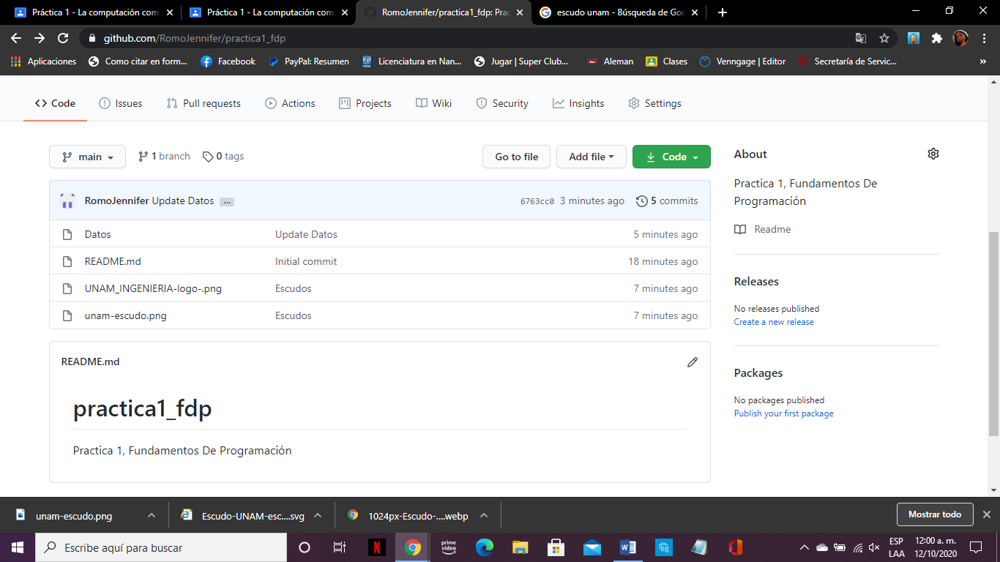 Práctica 1 - La computación com
Práctica 1 - La computación com
RomoJennifer/practica1_fdp: Prac
escudo unam - Búsqueda de Goo
github.com/RomoJennifer/practica1_fdp
Aplicaciones
Como citar en form...
Facebook
PayPal: Resumen
Licenciatura en Nan...
Jugar | Super Club...
Aleman
Clases
Venngage | Editor
Secretaría de Servic...
»
Code
Issues
Pull requests
Actions
Projects
Wiki
Security
Insights
Settings
main
1 branch
0 tags
Go to file
Add file
Code
RomoJennifer Update Datos ...
6763cc0 3 minutes ago
5 commits
Datos Update Datos 5 minutes ago
README.md Initial commit 18 minutes ago
UNAM_INGENIERIA-logo-.png Escudos 7 minutes ago
unam-escudo.png Escudos 7 minutes ago
README.md
practica1_fdp
Practica 1, Fundamentos De Programación
About
Practica 1, Fundamentos De
Programación
Readme
Releases
No releases published
Create a new release
Packages
No packages published
Publish your first package
unam-escudo.png
Escudo-UNAM-esc....svg
1024px-Escudo-....webp
Mostrar todo
Escribe aquí para buscar
N
prime
video
W
ESP
LAA
12:00 a. m.
12/10/2020